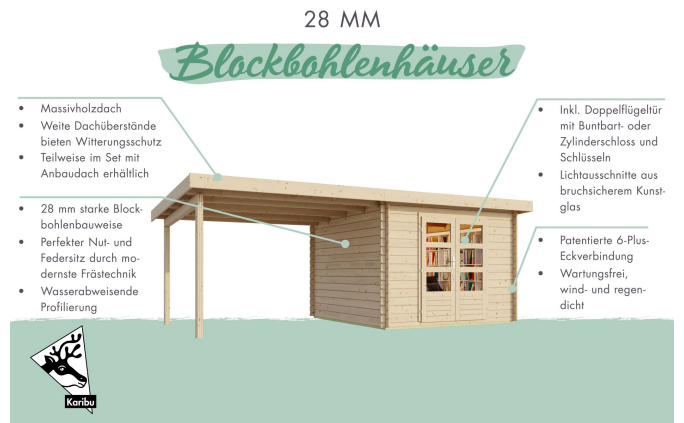 28 MM
Blockbohlenhäuser
• Massivholzdach
• Weite Dachüberstände
bieten Witterungsschutz
• Teilweise im Set mit
Anbaudach erhältlich
• 28 mm starke Block-
bohlenbauweise
• Perfekter Nut- und
Federsitz durch mo-
dernste Frästechnik
• Wasserabweisende
Profilierung
• Inkl. Doppelflügeltür
mit Buntbart- oder
Zylinderschloss und
Schlüsseln
• Lichtausschnitte aus
bruchsicherem Kunst-
glas
• Patentierte 6-Plus-
Eckverbindung
• Wartungsfrei,
wind- und regen-
dicht
Karibu